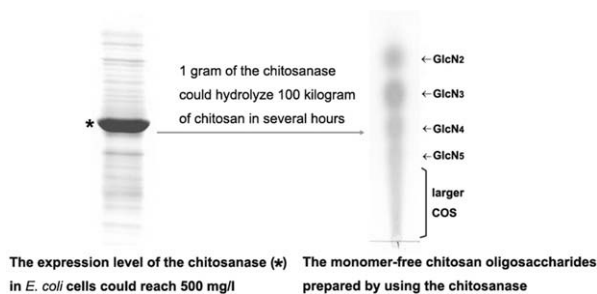 1 gram of the chitosanase
could hydrolyze 100 kilogram
of chitosan in several hours
*
←GlcN2
←GlcN3
←GlcN4
←GlcN5
larger
COS
The expression level of the chitosanase (*)
in E. coli cells could reach 500 mg/l
The monomer-free chitosan oligosaccharides
prepared by using the chitosanase